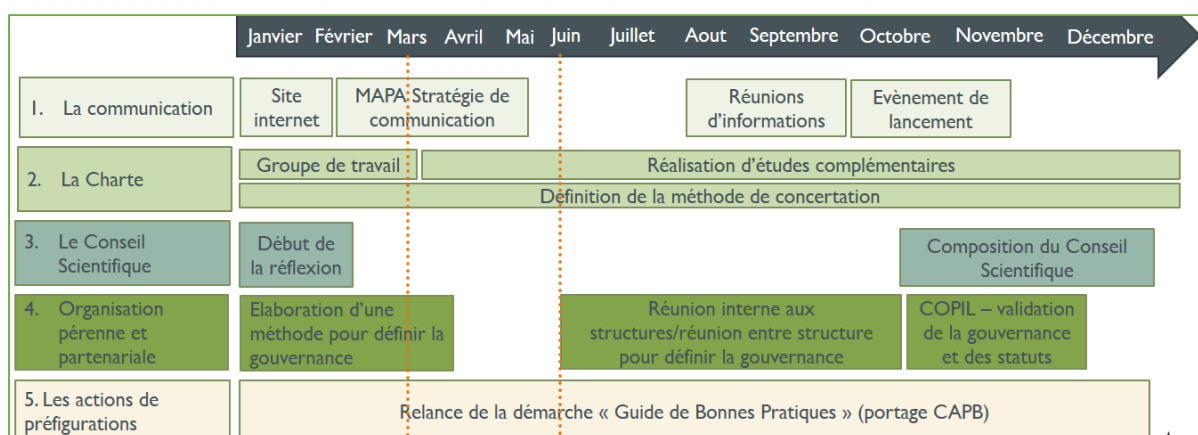 Janvier Février Mars Avril Mai Juin Juillet Aout Septembre Octobre Novembre Décembre
1. La communication
Site
internet
MAPA Stratégie de
communication
Réunions
d'informations
Evènement de
lancement
2. La Charte
Groupe de travail
Réalisation d'études complémentaires
Définition de la méthode de concertation
3. Le Conseil
Scientifique
Début de
la réflexion
Composition du Conseil
Scientifique
4. Organisation
pérenne et
partenariale
Elaboration d'une
méthode pour définir la
gouvernance
Réunion interne aux
structures/réunion entre structure
pour définir la gouvernance
COPIL – validation
de la gouvernance
et des statuts
5. Les actions de
préfigurations
Relance de la démarche « Guide de Bonnes Pratiques » (portage CAPB)